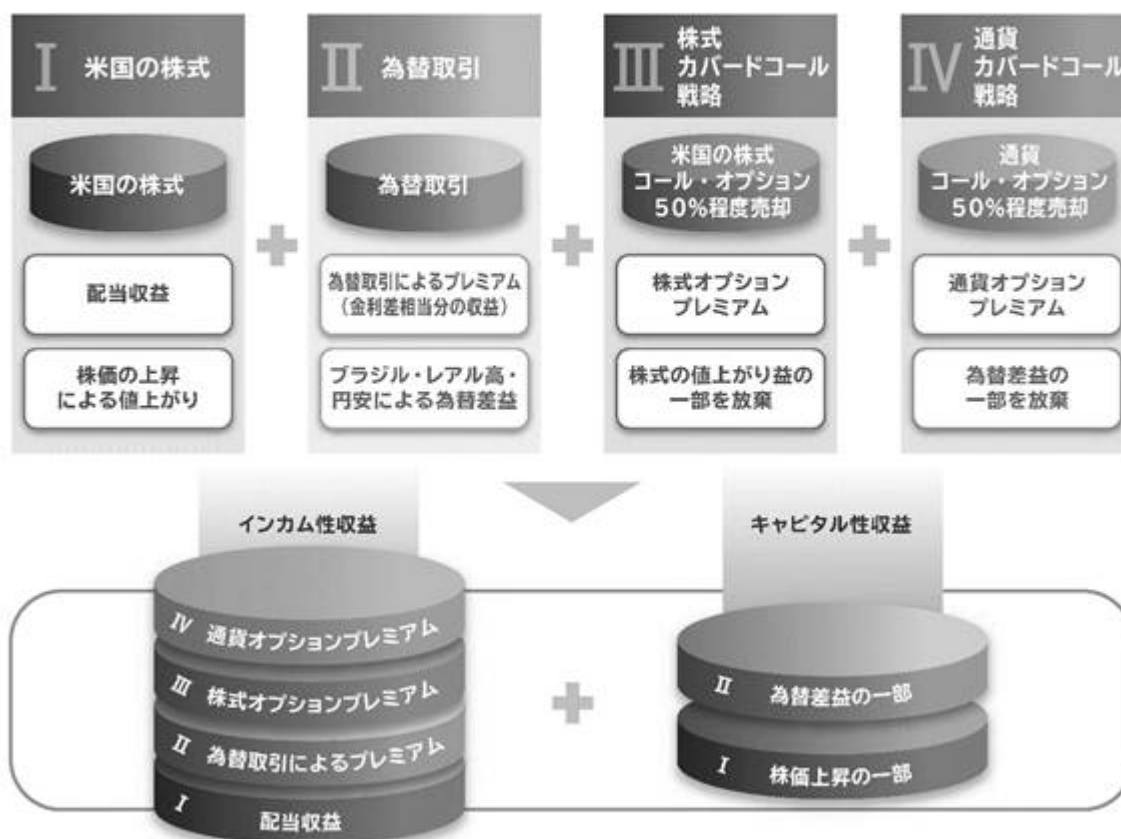 I 米国の株式
II 為替取引
III 株式
カバードコール
戦略
IV 通貨
カバードコール
戦略
米国の株式
為替取引
米国の株式
コール・オプション
50%程度売却
通貨
コール・オプション
50%程度売却
配当収益
為替取引によるプレミアム
(金利差相当分の収益)
株式オプション
プレミアム
通貨オプション
プレミアム
株価の上昇
による値上がり
ブラジル・レアル高・
円安による為替差益
株式の値上がり益の
一部を放棄
為替差益の
一部を放棄
インカム性収益
キャピタル性収益
IV 通貨オプションプレミアム
III 株式オプションプレミアム
II 為替取引によるプレミアム
I 配当収益
II 為替差益の一部
I 株価上昇の一部